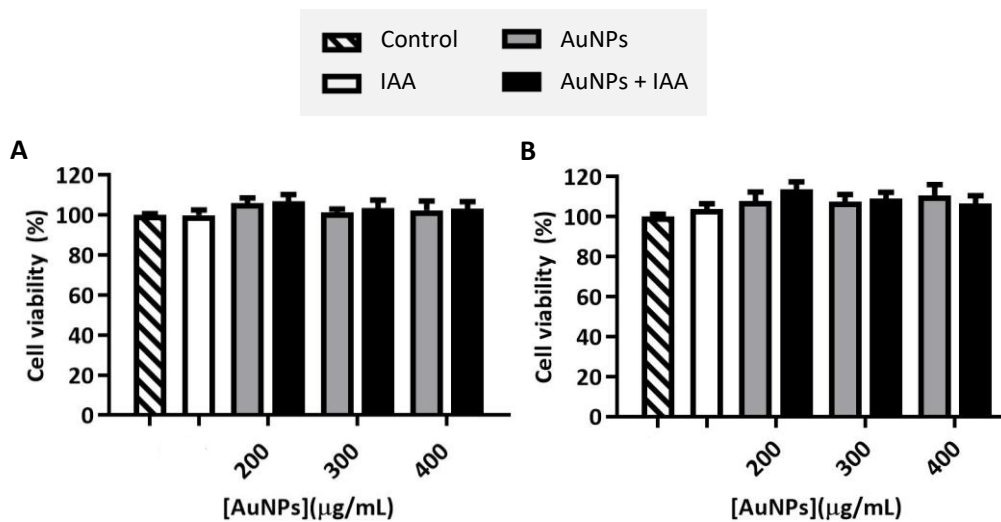 Control
AuNPs
IAA
AuNPs + IAA
A
B
120
100
80
60
40
20
0
Cell viability (%)
200
300
400
[AuNPs](µg/mL)
120
100
80
60
40
20
0
Cell viability (%)
200
300
400
[AuNPs](µg/mL)